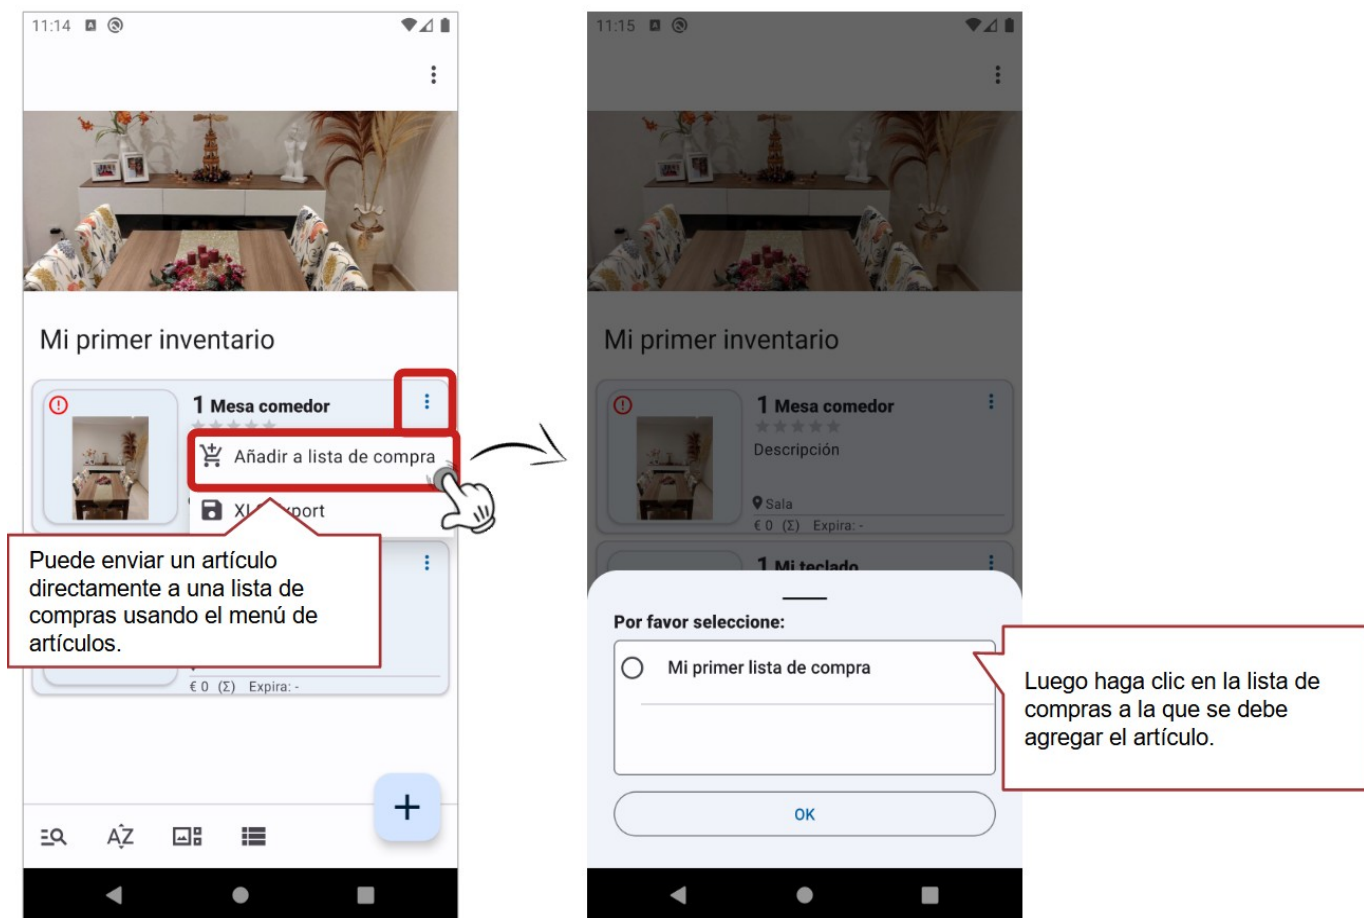 11:14
Mi primer inventario
1 Mesa comedor
Añadir a lista de compra
Puede enviar un artículo
directamente a una lista de
compras usando el menú de
artículos.
€ 0 (Σ) Expira: -
AZ
11:15
Mi primer inventario
1 Mesa comedor
Descripción
Sala
€ 0 (Σ) Expira: -
1 Mi teclado
Por favor seleccione:
Mi primer lista de compra
OK
Luego haga clic en la lista de
compras a la que se debe
agregar el artículo.